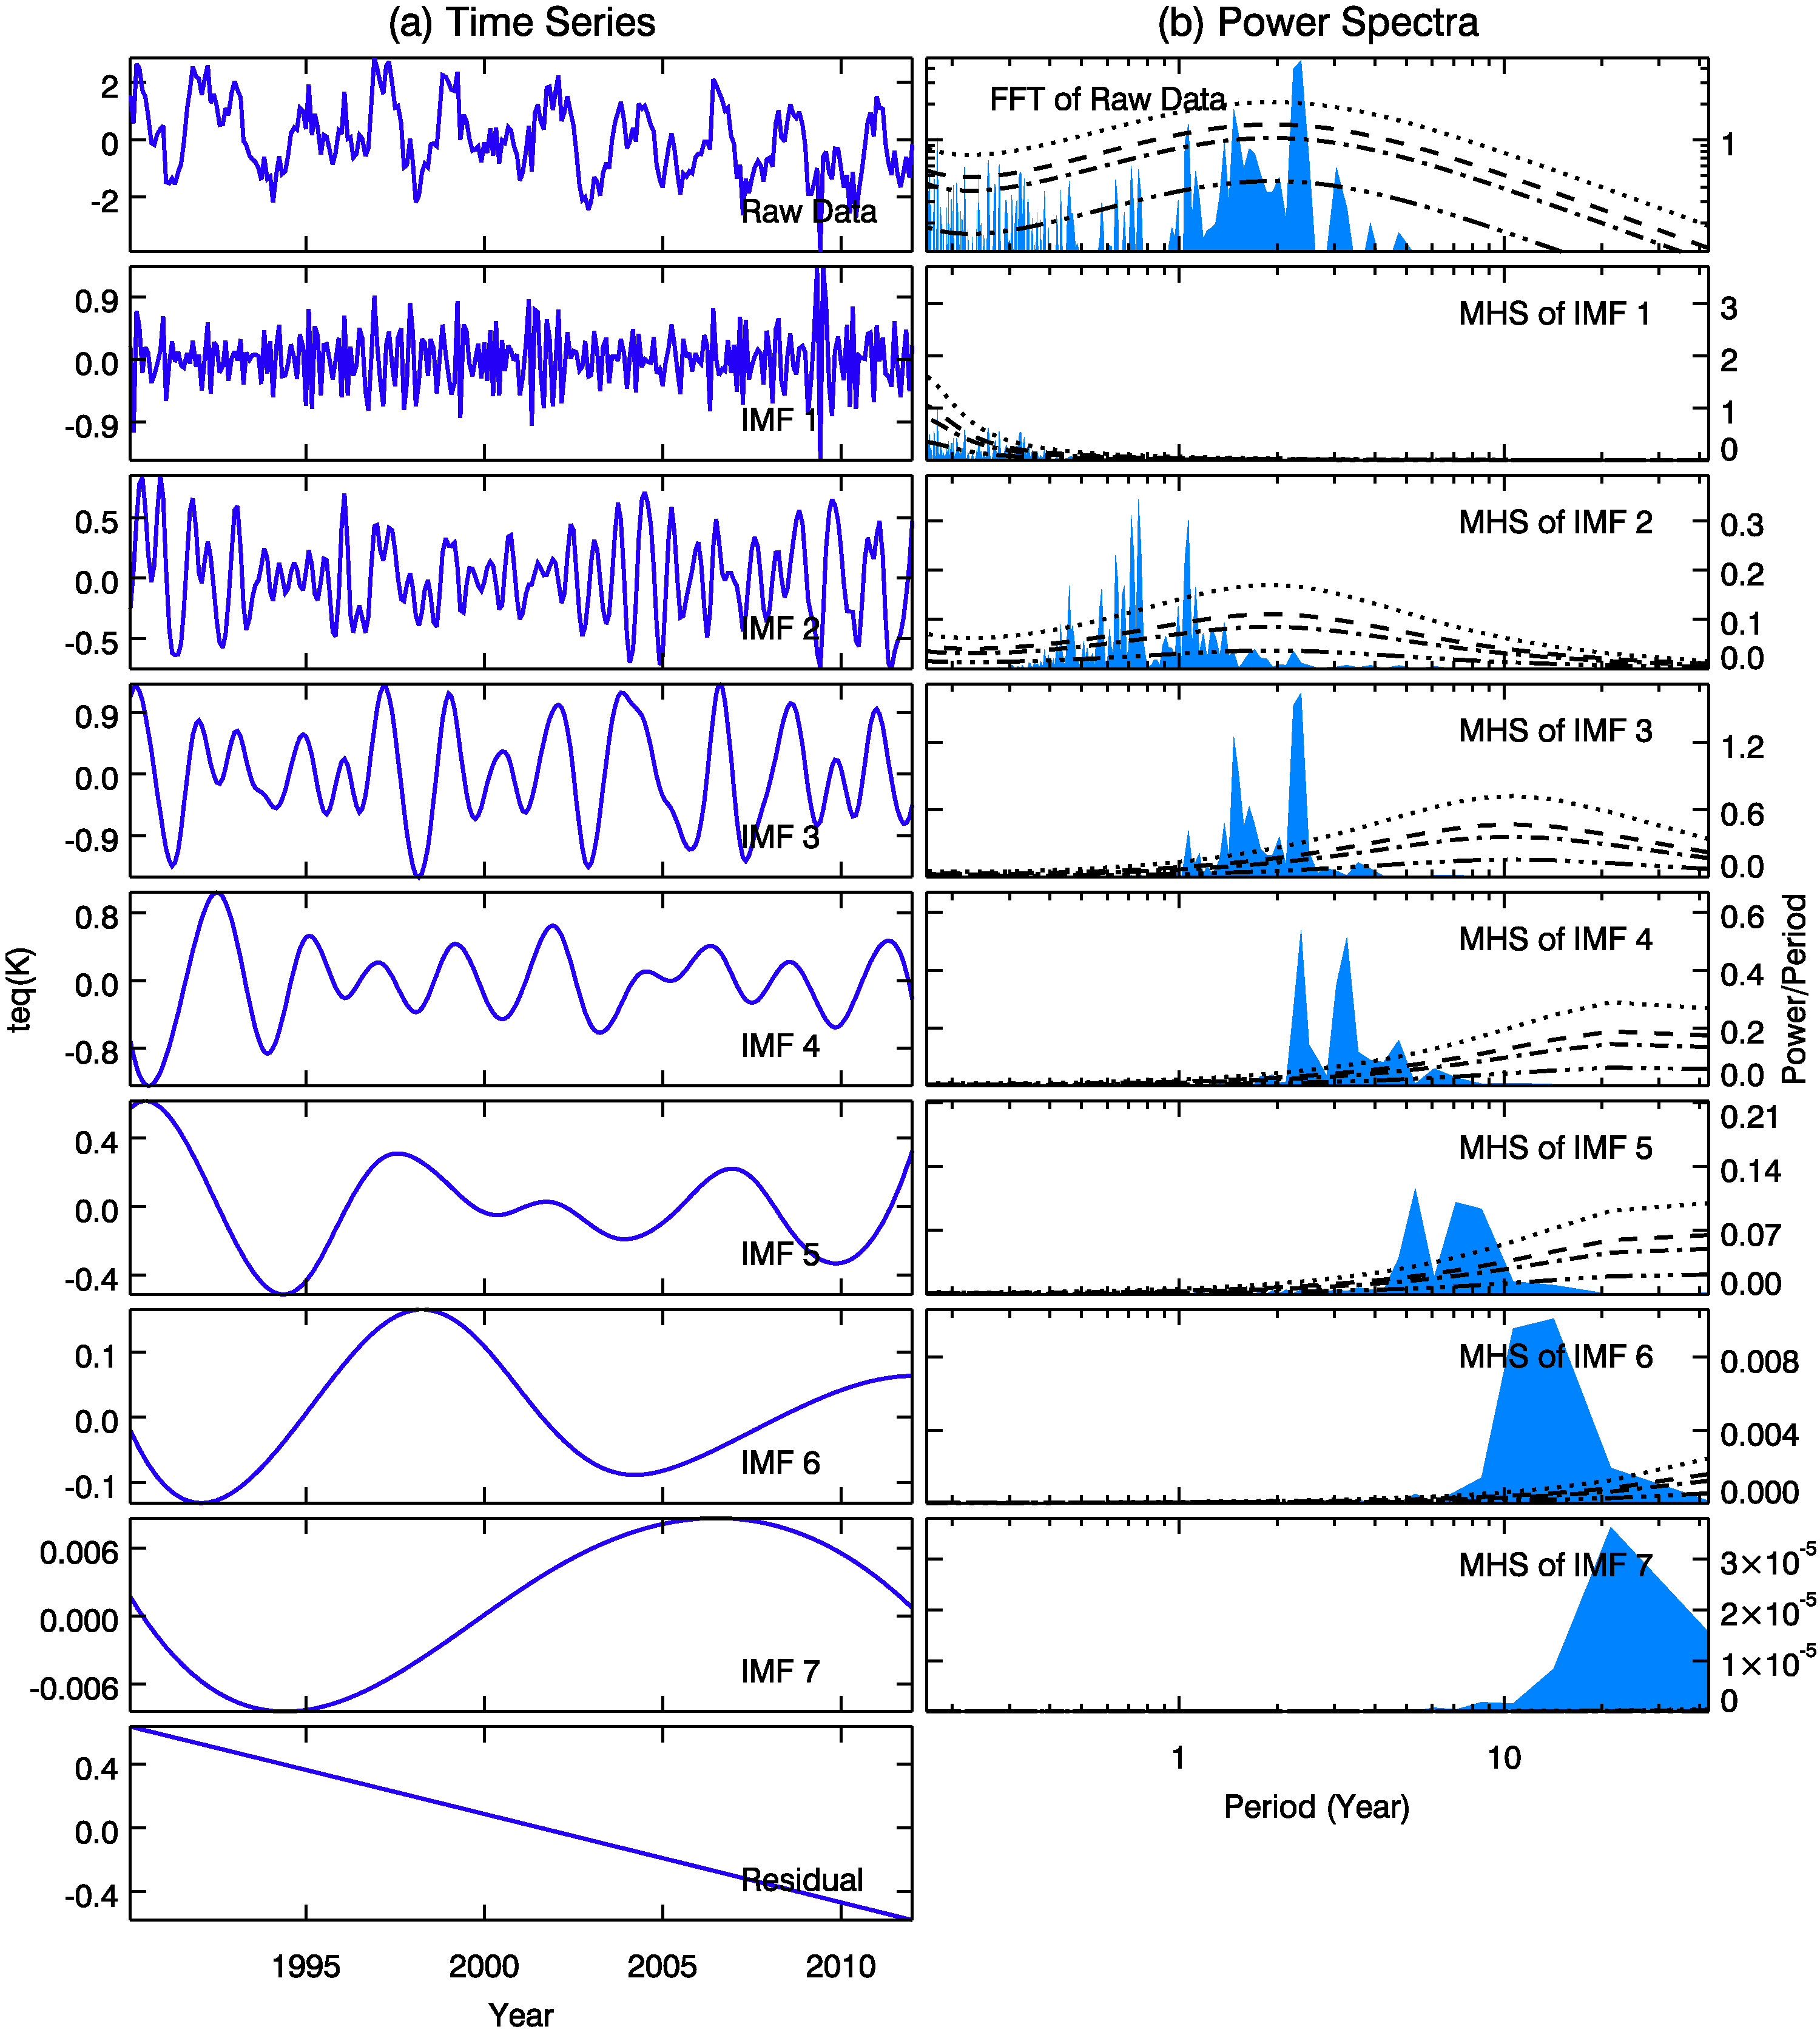 (a) Time Series
(b) Power Spectra
2
0
-2
Raw Data
FFT of Raw Data
1
0.9
0.0
-0.9
IMF 1
MHS of IMF 1
3
2
1
0
0.5
0.0
-0.5
IMF 2
MHS of IMF 2
0.3
0.2
0.1
0.0
0.9
0.0
-0.9
IMF 3
MHS of IMF 3
1.2
0.6
0.0
teq(K)
0.8
0.0
-0.8
IMF 4
MHS of IMF 4
0.6
0.4
0.2
0.0
Power/Period
0.4
0.0
-0.4
IMF 5
MHS of IMF 5
0.21
0.14
0.07
0.00
0.1
0.0
-0.1
IMF 6
MHS of IMF 6
0.008
0.004
0.000
0.006
0.000
-0.006
IMF 7
MHS of IMF 7
3×10-5
2×10-5
1×10-5
0
1 10
Period (Year)
0.4
0.0
-0.4
Residual
1995 2000 2005 2010
Year